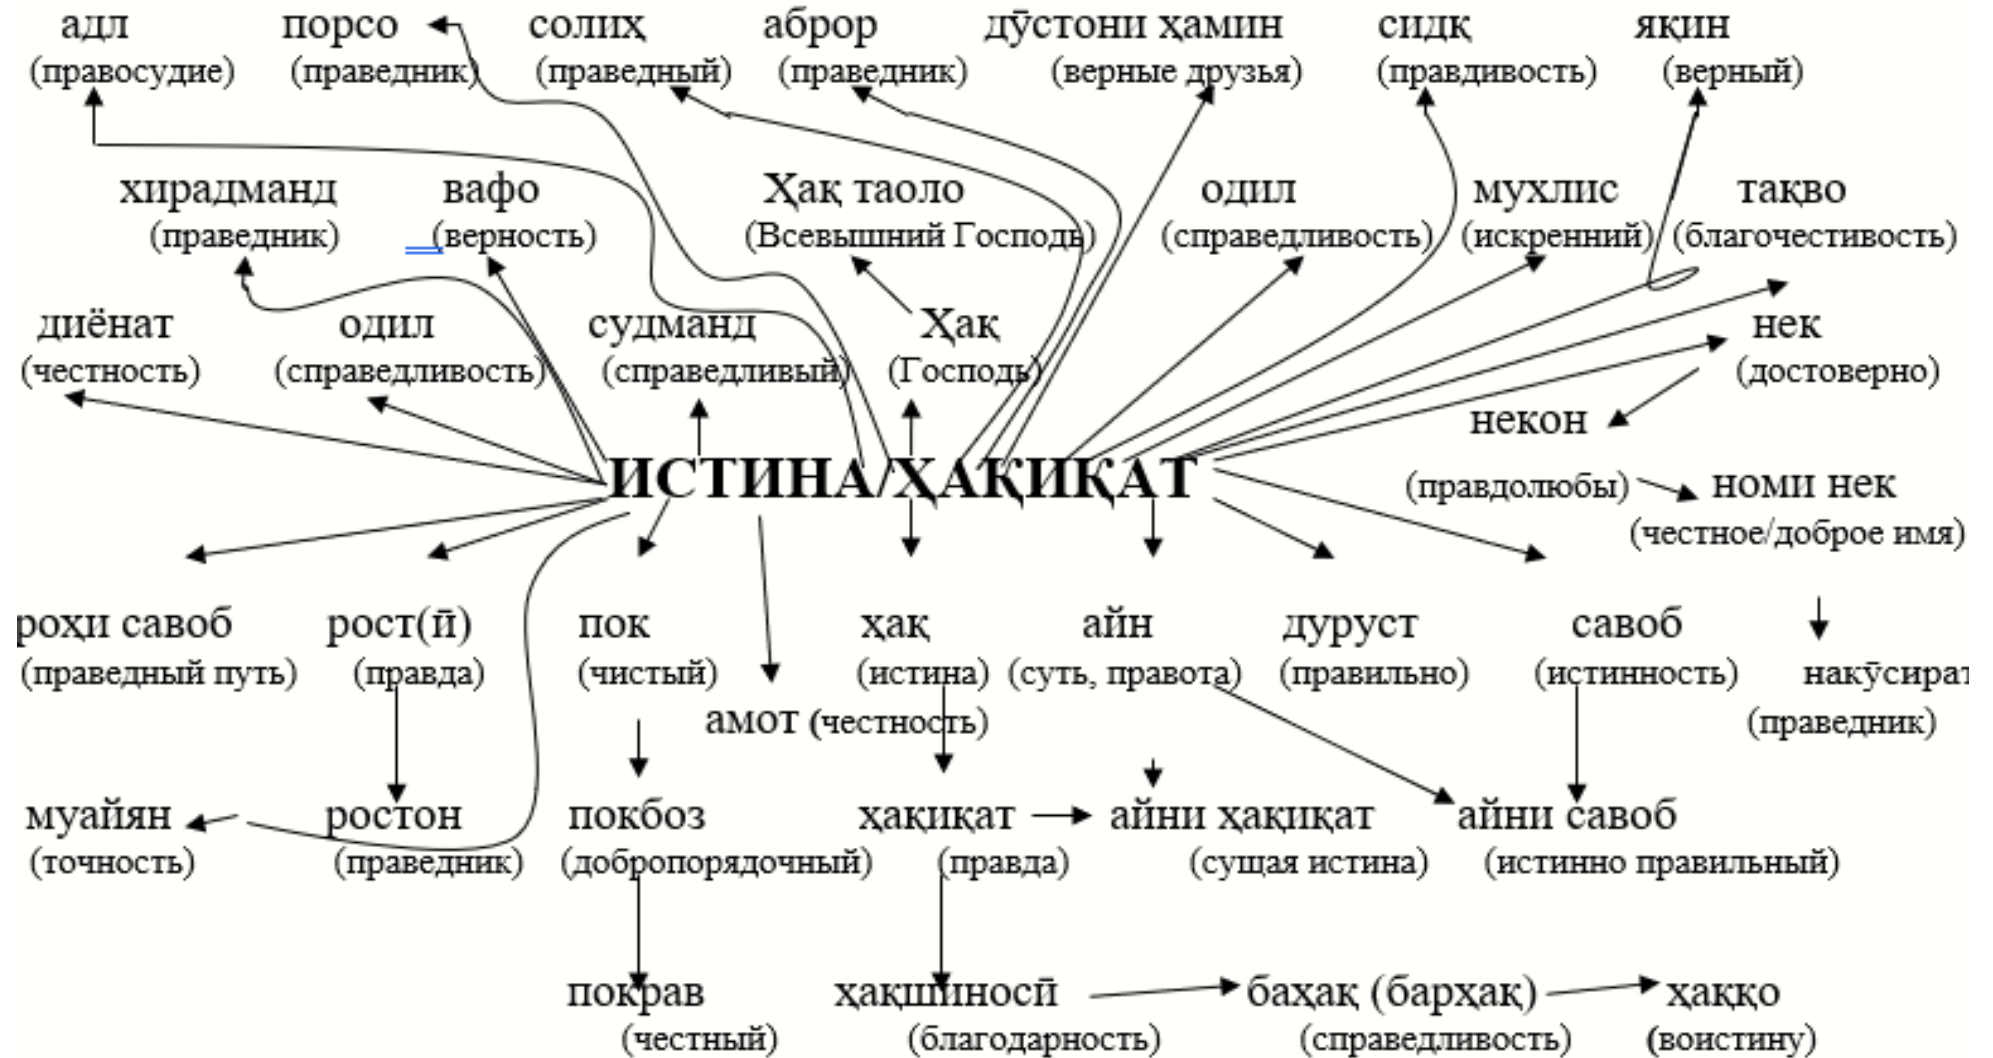 адл порсо солиҳ аброр дӯстони ҳамин сидқ яқин
(правосудие) (праведник) (праведный) (праведник) (верные друзья) (правдивость) (верный)
хирадманд вафо Ҳақ таоло одил мухлис тақво
(праведник) (верность) (Всевышний Господь) (справедливость) (искренний) (благочестивость)
диёнат одил судманд Ҳақ нек
(честность) (справедливость) (справедливый) (Господь) (достоверно)
некон
ИСТИНА/ҲАҚИҚАТ (правдолюбы) номи нек
(честное/доброе имя)
роҳи савоб рост(ӣ) пок ҳақ айн дуруст савоб
(праведный путь) (правда) (чистый) (истина) (суть, правота) (правильно) (истинность) накӯсират
амот (честность) (праведник)
муайян ростон покбоз ҳақиқат айни ҳақиқат айни савоб
(точность) (праведник) (добропорядочный) (правда) (сущая истина) (истинно правильный)
покрав ҳақшиносӣ баҳақ (барҳақ) ҳаққо
(честный) (благодарность) (справедливость) (воистину)